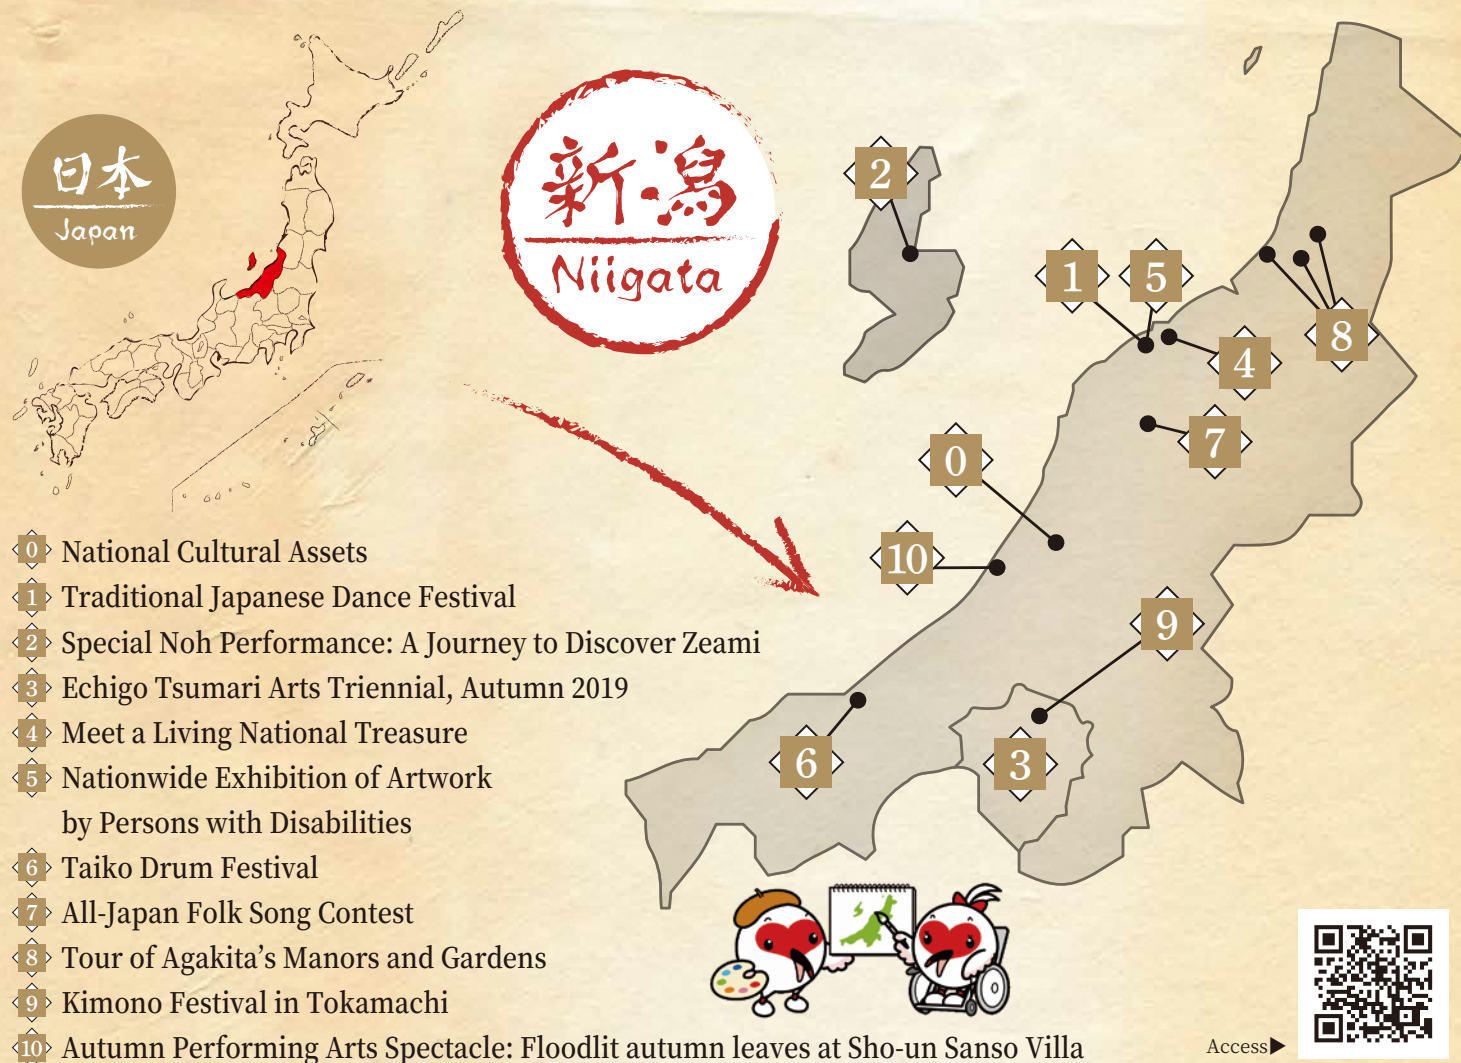 日本
Japan
新潟
Niigata
2
1
5
8
4
7
0
10
9
6
3
0 National Cultural Assets
1 Traditional Japanese Dance Festival
2 Special Noh Performance: A Journey to Discover Zeami
3 Echigo Tsumari Arts Triennial, Autumn 2019
4 Meet a Living National Treasure
5 Nationwide Exhibition of Artwork
by Persons with Disabilities
6 Taiko Drum Festival
7 All-Japan Folk Song Contest
8 Tour of Agakita’s Manors and Gardens
9 Kimono Festival in Tokamachi
10 Autumn Performing Arts Spectacle: Floodlit autumn leaves at Sho-un Sanso Villa
Access▶